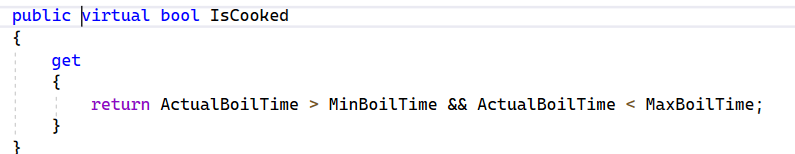 public virtual bool IsCooked
{
    get
    {
        return ActualBoilTime > MinBoilTime && ActualBoilTime < MaxBoilTime;
    }
}